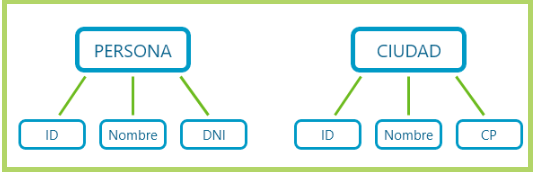 PERSONA
CIUDAD
ID
Nombre
DNI
ID
Nombre
CP